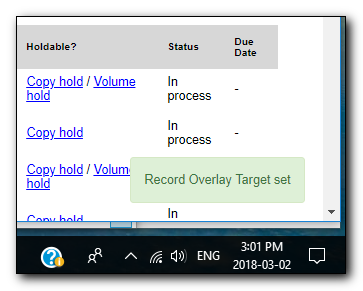 Holdable? Status Due
Date
Copy hold / Volume In -
hold process
Copy hold In -
process
Copy hold / Volume
hold
Record Overlay Target set
Copy hold In
ENG 3:01 PM
2018-03-02